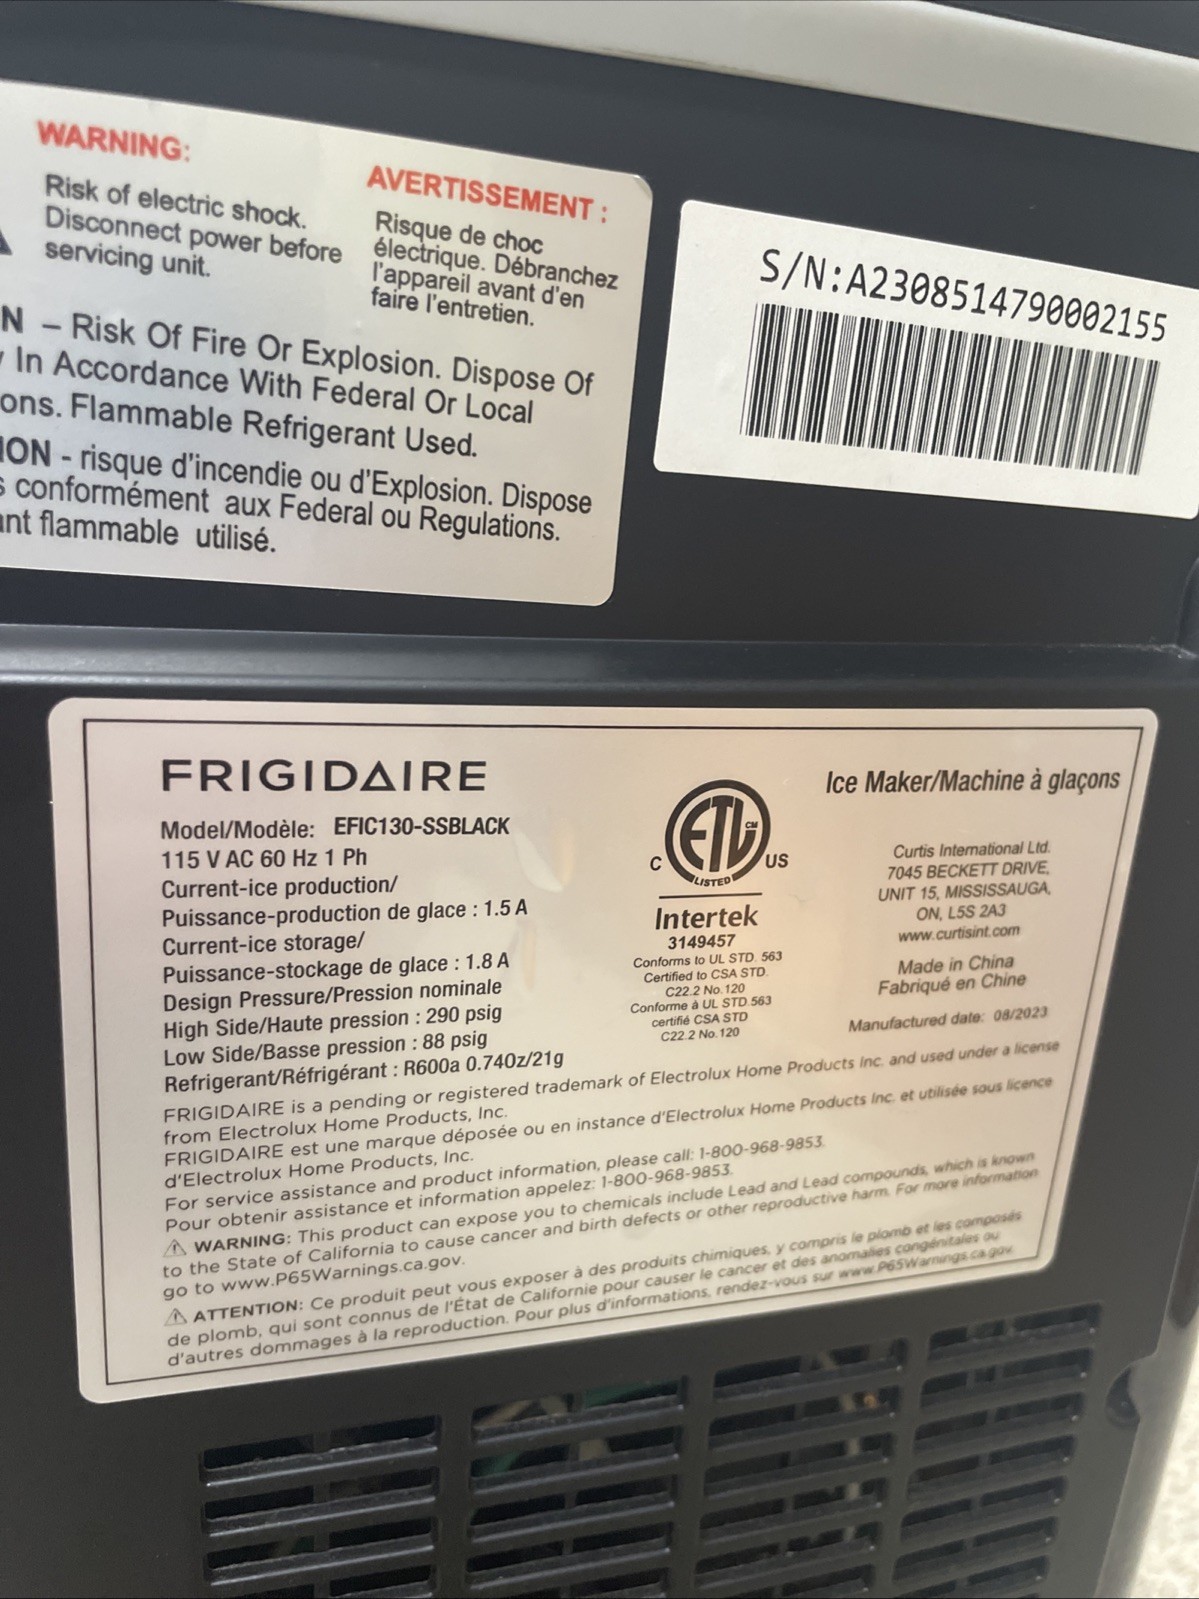 WARNING:
Risk of electric shock.
Disconnect power before
servicing unit.
AVERTISSEMENT :
Risque de choc
électrique. Débranchez
l'appareil avant d'en
faire l'entretien.
N – Risk Of Fire Or Explosion. Dispose Of
In Accordance With Federal Or Local
ons. Flammable Refrigerant Used.
ION - risque d'incendie ou d'Explosion. Dispose
s conformément aux Federal ou Regulations.
ant flammable utilisé.
S/N:A2308514790002155
FRIGIDAIRE
Model/Modèle: EFIC130-SSBLACK
115 V AC 60 Hz 1 Ph
Current-ice production/
Puissance-production de glace : 1.5 A
Current-ice storage/
Puissance-stockage de glace : 1.8 A
Design Pressure/Pression nominale
High Side/Haute pression : 290 psig
Low Side/Basse pression : 88 psig
Refrigerant/Réfrigérant : R600a 0.74oz/21g
ETL CM
C US
LISTED
Intertek
3149457
Conforms to UL STD. 563
Certified to CSA STD.
C22.2 No.120
Conforme à UL STD.563
certifié CSA STD
C22.2 No.120
Ice Maker/Machine à glaçons
Curtis International Ltd.
7045 BECKETT DRIVE,
UNIT 15, MISSISSAUGA,
ON, L5S 2A3
www.curtisint.com
Made in China
Fabriqué en Chine
Manufactured date: 08/2023
FRIGIDAIRE is a pending or registered trademark of Electrolux Home Products Inc. and used under a license
from Electrolux Home Products, Inc.
FRIGIDAIRE est une marque déposée ou en instance d'Electrolux Home Products Inc. et utilisée sous licence
d'Electrolux Home Products, Inc.
For service assistance and product information, please call: 1-800-968-9853.
Pour obtenir assistance et information appelez: 1-800-968-9853.
WARNING: This product can expose you to chemicals include Lead and Lead compounds, which is known
to the State of California to cause cancer and birth defects or other reproductive harm. For more information
go to www.P65Warnings.ca.gov.
ATTENTION: Ce produit peut vous exposer à des produits chimiques, y compris le plomb et les composés
de plomb, qui sont connus de l'État de Californie pour causer le cancer et des anomalies congénitales ou
d'autres dommages à la reproduction. Pour plus d'informations, rendez-vous sur www.P65Warnings.ca.gov.